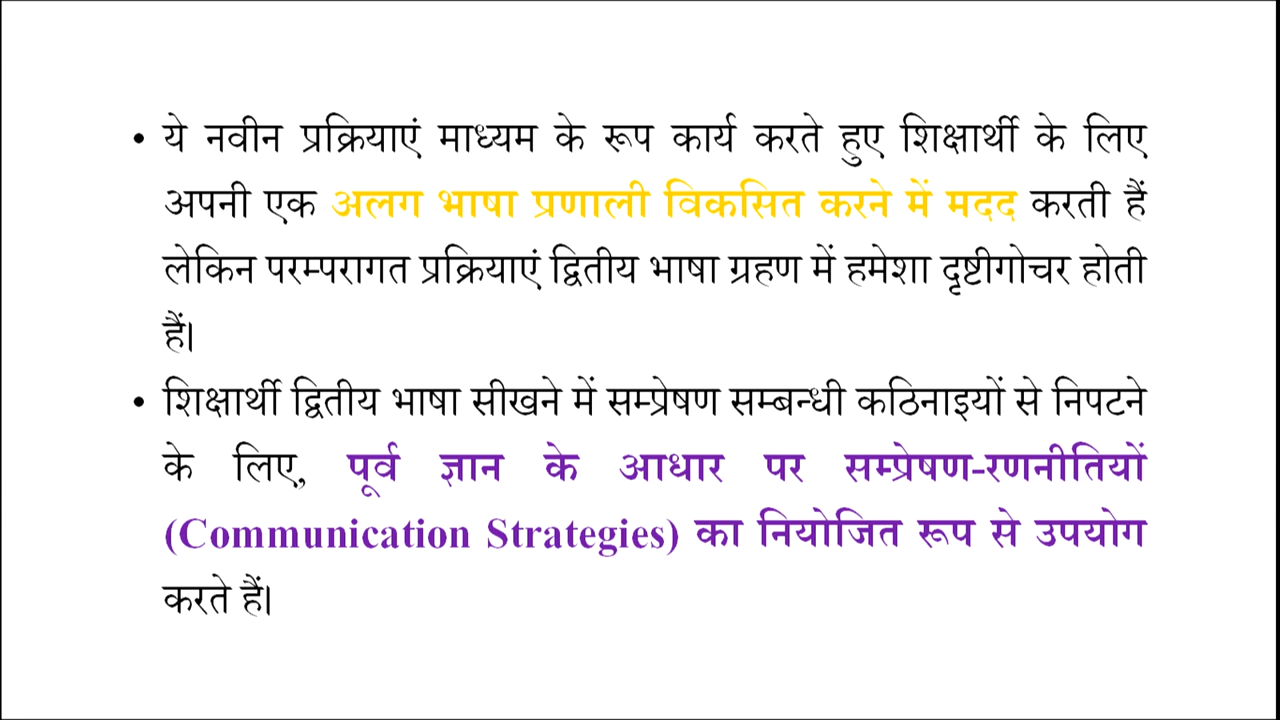 • ये नवीन प्रक्रियाएं माध्यम के रूप कार्य करते हुए शिक्षार्थी के लिए
अपनी एक अलग भाषा प्रणाली विकसित करने में मदद करती हैं
लेकिन परम्परागत प्रक्रियाएं द्वितीय भाषा ग्रहण में हमेशा दृष्टीगोचर होती
हैं।
• शिक्षार्थी द्वितीय भाषा सीखने में सम्प्रेषण सम्बन्धी कठिनाइयों से निपटने
के लिए, पूर्व ज्ञान के आधार पर सम्प्रेषण-रणनीतियों
(Communication Strategies) का नियोजित रूप से उपयोग
करते हैं।